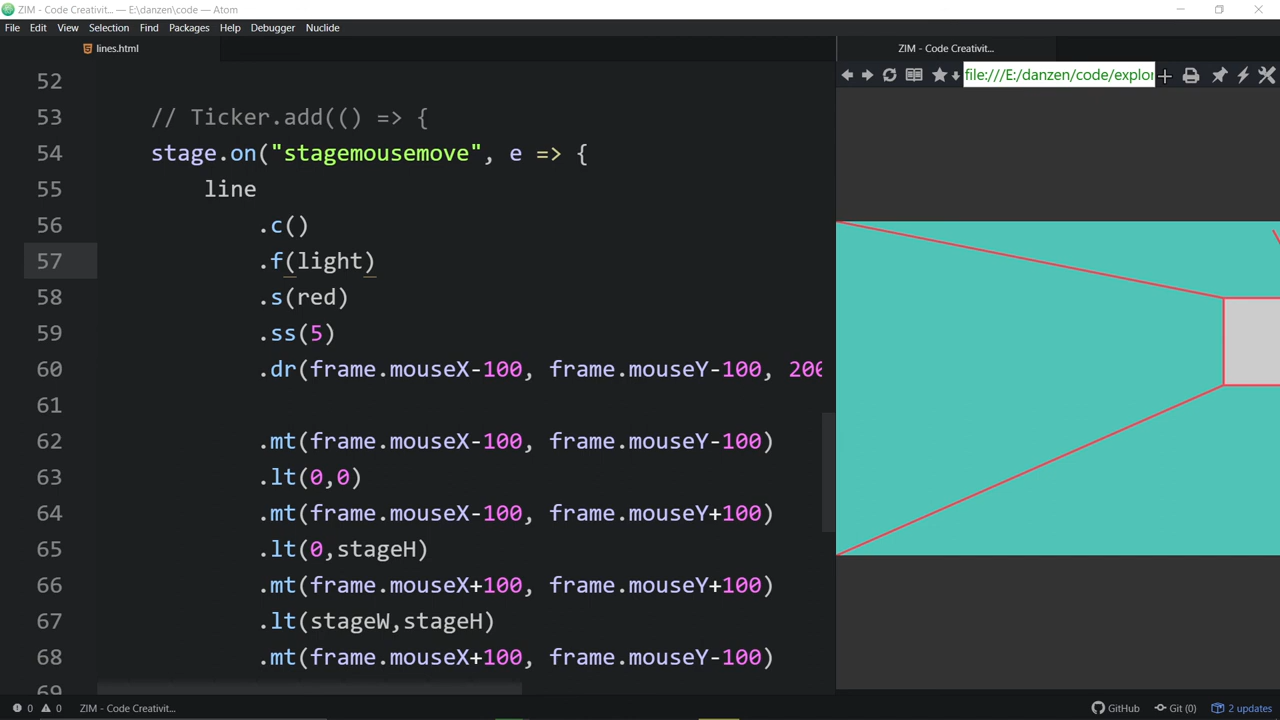 ZIM - Code Creativit... — E:\danzen\code — Atom
File Edit View Selection Find Packages Help Debugger Nuclide
lines.html
ZIM - Code Creativit...
file:///E:/danzen/code/explor
52
53 // Ticker.add(() => {
54 stage.on("stagemousemove", e => {
55 line
56 .c()
57 .f(light)
58 .s(red)
59 .ss(5)
60 .dr(frame.mouseX-100, frame.mouseY-100, 200
61
62 .mt(frame.mouseX-100, frame.mouseY-100)
63 .lt(0,0)
64 .mt(frame.mouseX-100, frame.mouseY+100)
65 .lt(0,stageH)
66 .mt(frame.mouseX+100, frame.mouseY+100)
67 .lt(stageW,stageH)
68 .mt(frame.mouseX+100, frame.mouseY-100)
69
0 0 ZIM - Code Creativit... GitHub Git (0) 2 updates